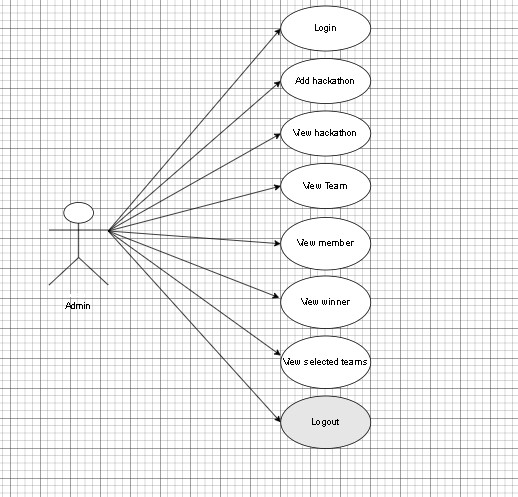 Login
Add hackathon
View hackathon
View Team
View member
Admin
View winner
View selected teams
Logout